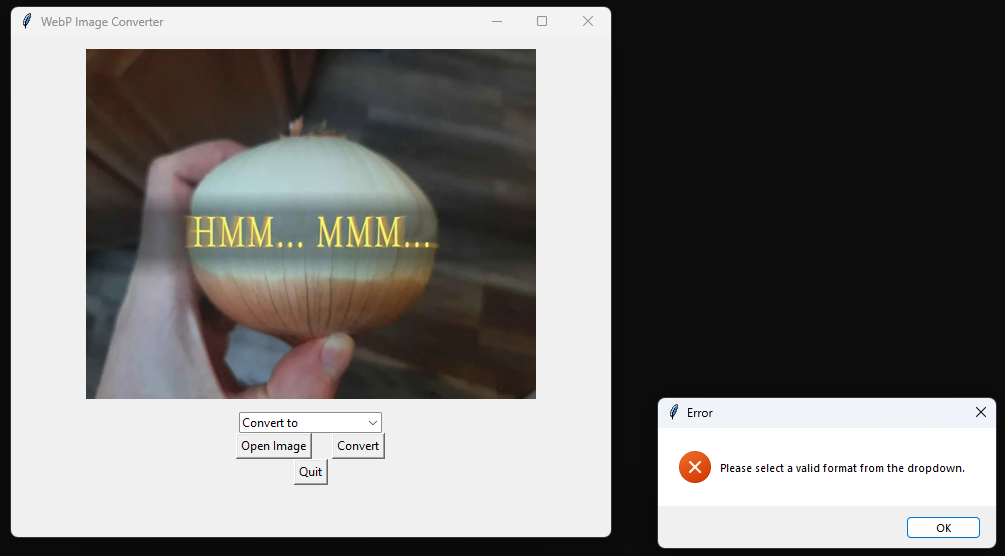 WebP Image Converter
HMM... MMM...
Convert to
Open Image
Convert
Quit
Error
Please select a valid format from the dropdown.
OK